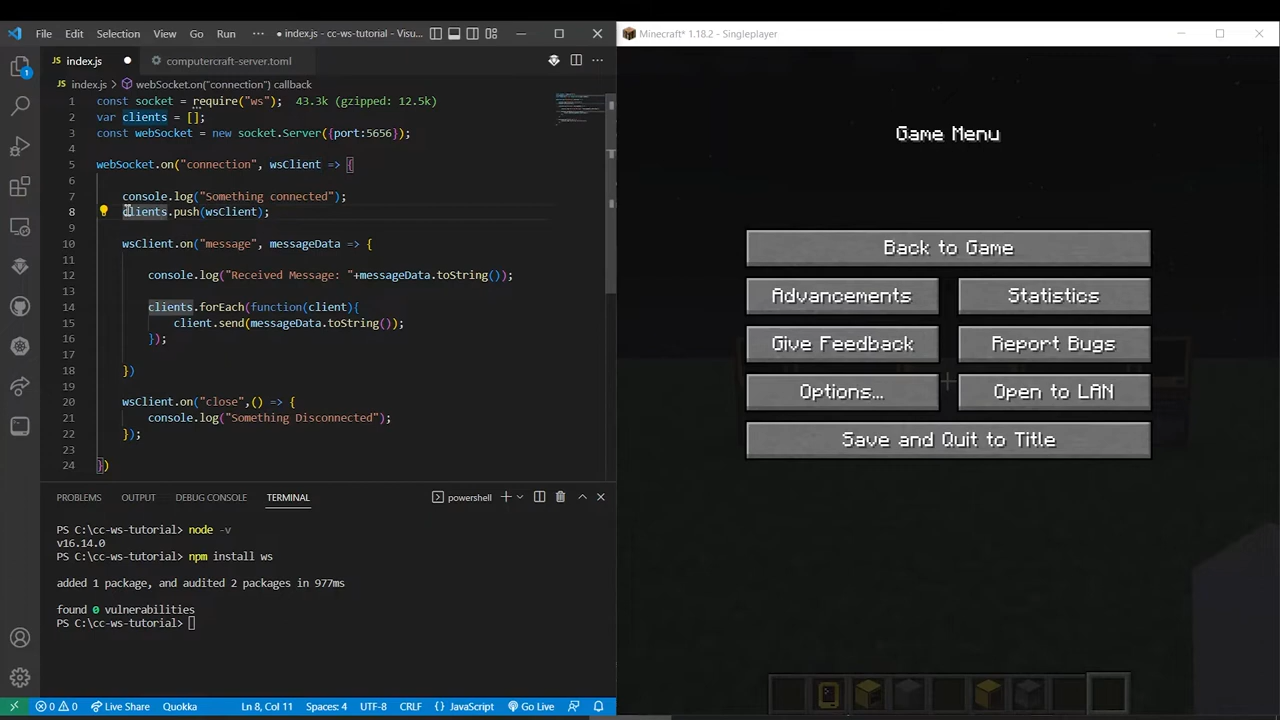 File Edit Selection View Go Run ··· ● index.js - cc-ws-tutorial - Visu...
index.js ● computercraft-server.toml
index.js > webSocket.on("connection") callback
1 const socket = require("ws"); 43.3k (gzipped: 12.5k)
2 var clients = [];
3 const webSocket = new socket.Server({port:5656});
4
5 webSocket.on("connection", wsClient => {
6
7 console.log("Something connected");
8 clients.push(wsClient);
9
10 wsClient.on("message", messageData => {
11
12 console.log("Received Message: "+messageData.toString());
13
14 clients.forEach(function(client){
15 client.send(messageData.toString());
16 });
17
18 })
19
20 wsClient.on("close",() => {
21 console.log("Something Disconnected");
22 });
23
24 })
PROBLEMS OUTPUT DEBUG CONSOLE TERMINAL powershell
PS C:\cc-ws-tutorial> node -v
v16.14.0
PS C:\cc-ws-tutorial> npm install ws
added 1 package, and audited 2 packages in 977ms
found 0 vulnerabilities
PS C:\cc-ws-tutorial>
0 0 Live Share Quokka Ln 8, Col 11 Spaces: 4 UTF-8 CRLF {} JavaScript Go Live
1
Minecraft* 1.18.2 - Singleplayer
Game Menu
Back to Game
Advancements Statistics
Give Feedback Report Bugs
Options... Open to LAN
Save and Quit to Title